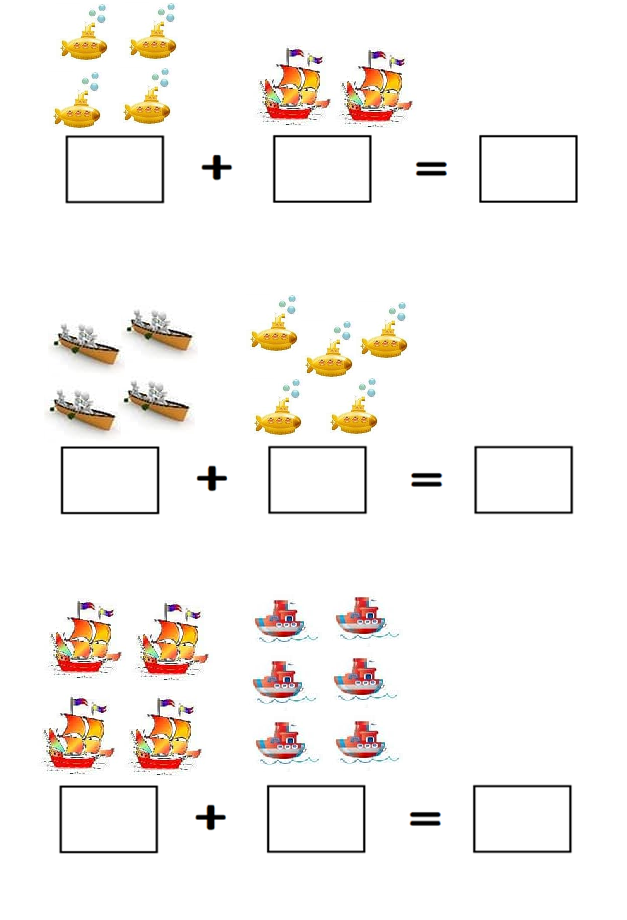 + =
+ =
+ =